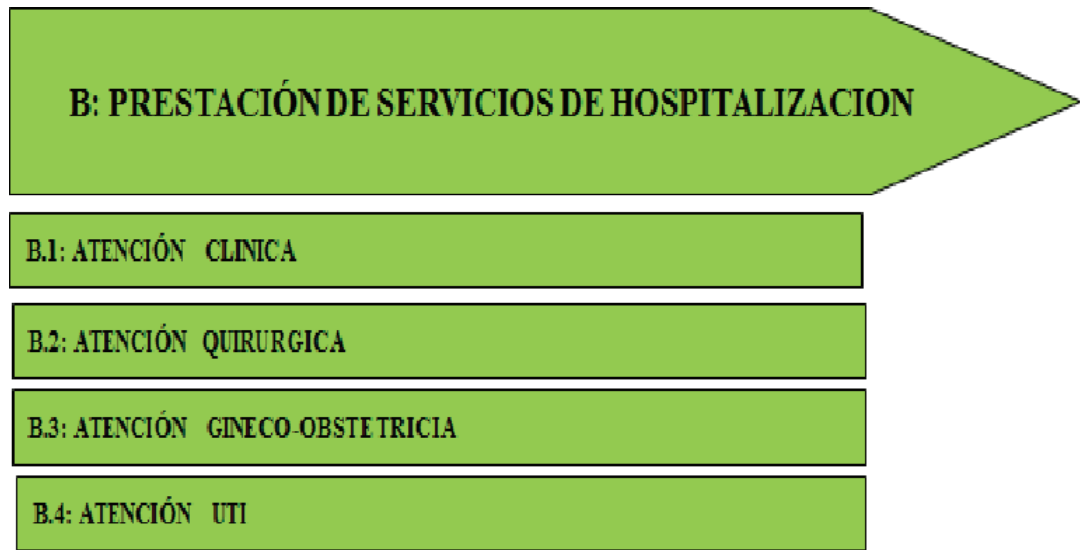 B: PRESTACIÓN DE SERVICIOS DE HOSPITALIZACION
B.1: ATENCIÓN CLINICA
B.2: ATENCIÓN QUIRURGICA
B.3: ATENCIÓN GINECO-OBSTETRICIA
B.4: ATENCIÓN UTI